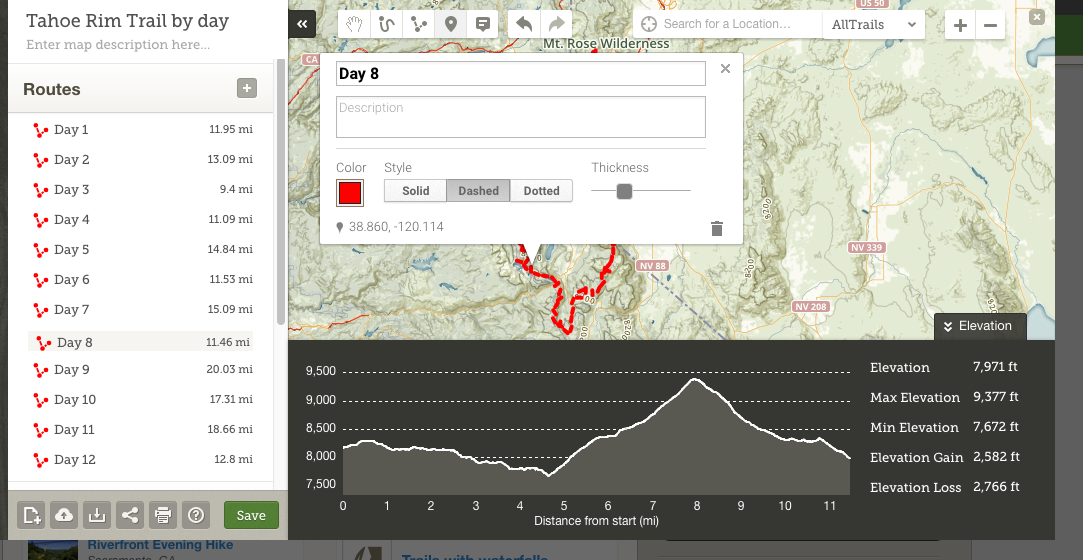 Tahoe Rim Trail by day
Enter map description here...
Routes
Day 1 11.95 mi
Day 2 13.09 mi
Day 3 9.4 mi
Day 4 11.09 mi
Day 5 14.84 mi
Day 6 11.53 mi
Day 7 15.09 mi
Day 8 11.46 mi
Day 9 20.03 mi
Day 10 17.31 mi
Day 11 18.66 mi
Day 12 12.8 mi
Save
Search for a Location...
AllTrails
US 50
Mt. Rose Wilderness
CA
Day 8
Description
Color
Style
Thickness
Solid
Dashed
Dotted
38.860, -120.114
NV 88
NV 339
NV 208
8200
8200
8200
Elevation
9,500
9,000
8,500
8,000
7,500
0 1 2 3 4 5 6 7 8 9 10 11
Distance from start (mi)
Elevation 7,971 ft
Max Elevation 9,377 ft
Min Elevation 7,672 ft
Elevation Gain 2,582 ft
Elevation Loss 2,766 ft
Riverfront Evening Hike
Sacramento, CA
Trails with waterfalls